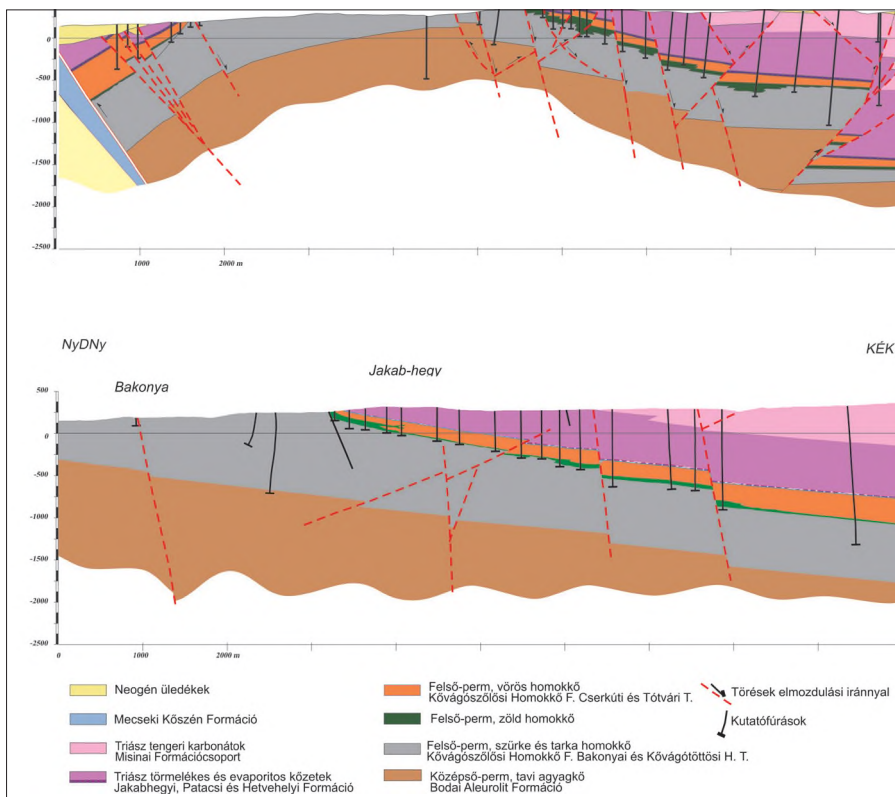 0
-500
-1000
-1500
-2000
-2500
1000
2000 m
NyDNy
KÉK
Bakonya
Jakab-hegy
500
0
-500
-1000
-1500
-2000
-2500
0
1000
2000 m
Neogén üledékek
Mecseki Kőszén Formáció
Triász tengeri karbonátok
Misinai Formációcsoport
Triász törmelékes és evaporitos kőzetek
Jakabhegyi, Patacsi és Hetvehelyi Formáció
Felső-perm, vörös homokkő
Kővágószőlősi Homokkő F. Cserkúti és Tótvári T.
Felső-perm, zöld homokkő
Felső-perm, szürke és tarka homokkő
Kővágószőlősi Homokkő F. Bakonyai és Kővágótöttösi H. T.
Középső-perm, tavi agyagkő
Bodai Aleurolit Formáció
Törések elmozdulási iránnyal
Kutatófúrások